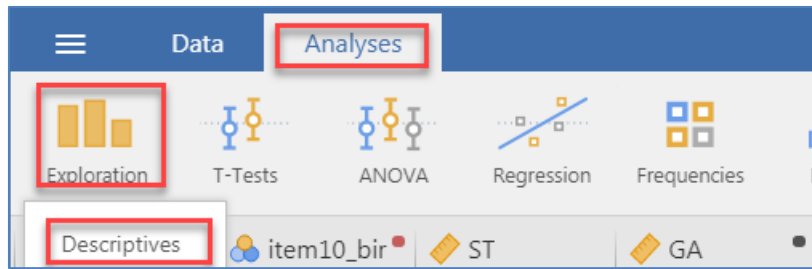 Data Analyses
Exploration T-Tests ANOVA Regression Frequencies
Descriptives item10_bir ST GA